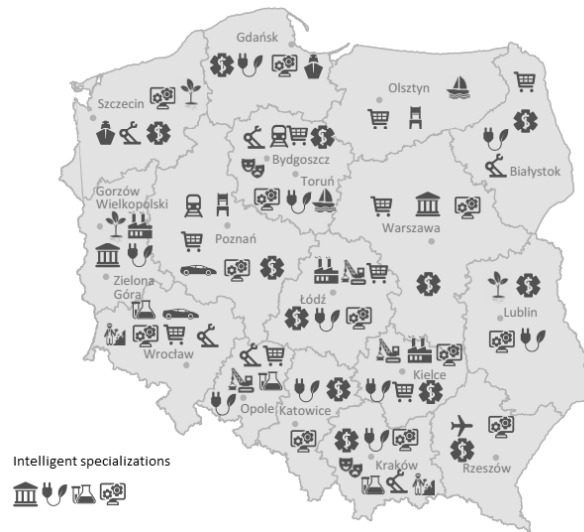 Gdańsk
Olsztyn
Szczecin
Bydgoszcz
Toruń
Białystok
Gorzów
Wielkopolski
Poznań
Warszawa
Zielona
Góra
Łódź
Lublin
Wrocław
Opole
Kielce
Katowice
Kraków
Rzeszów
Intelligent specializations